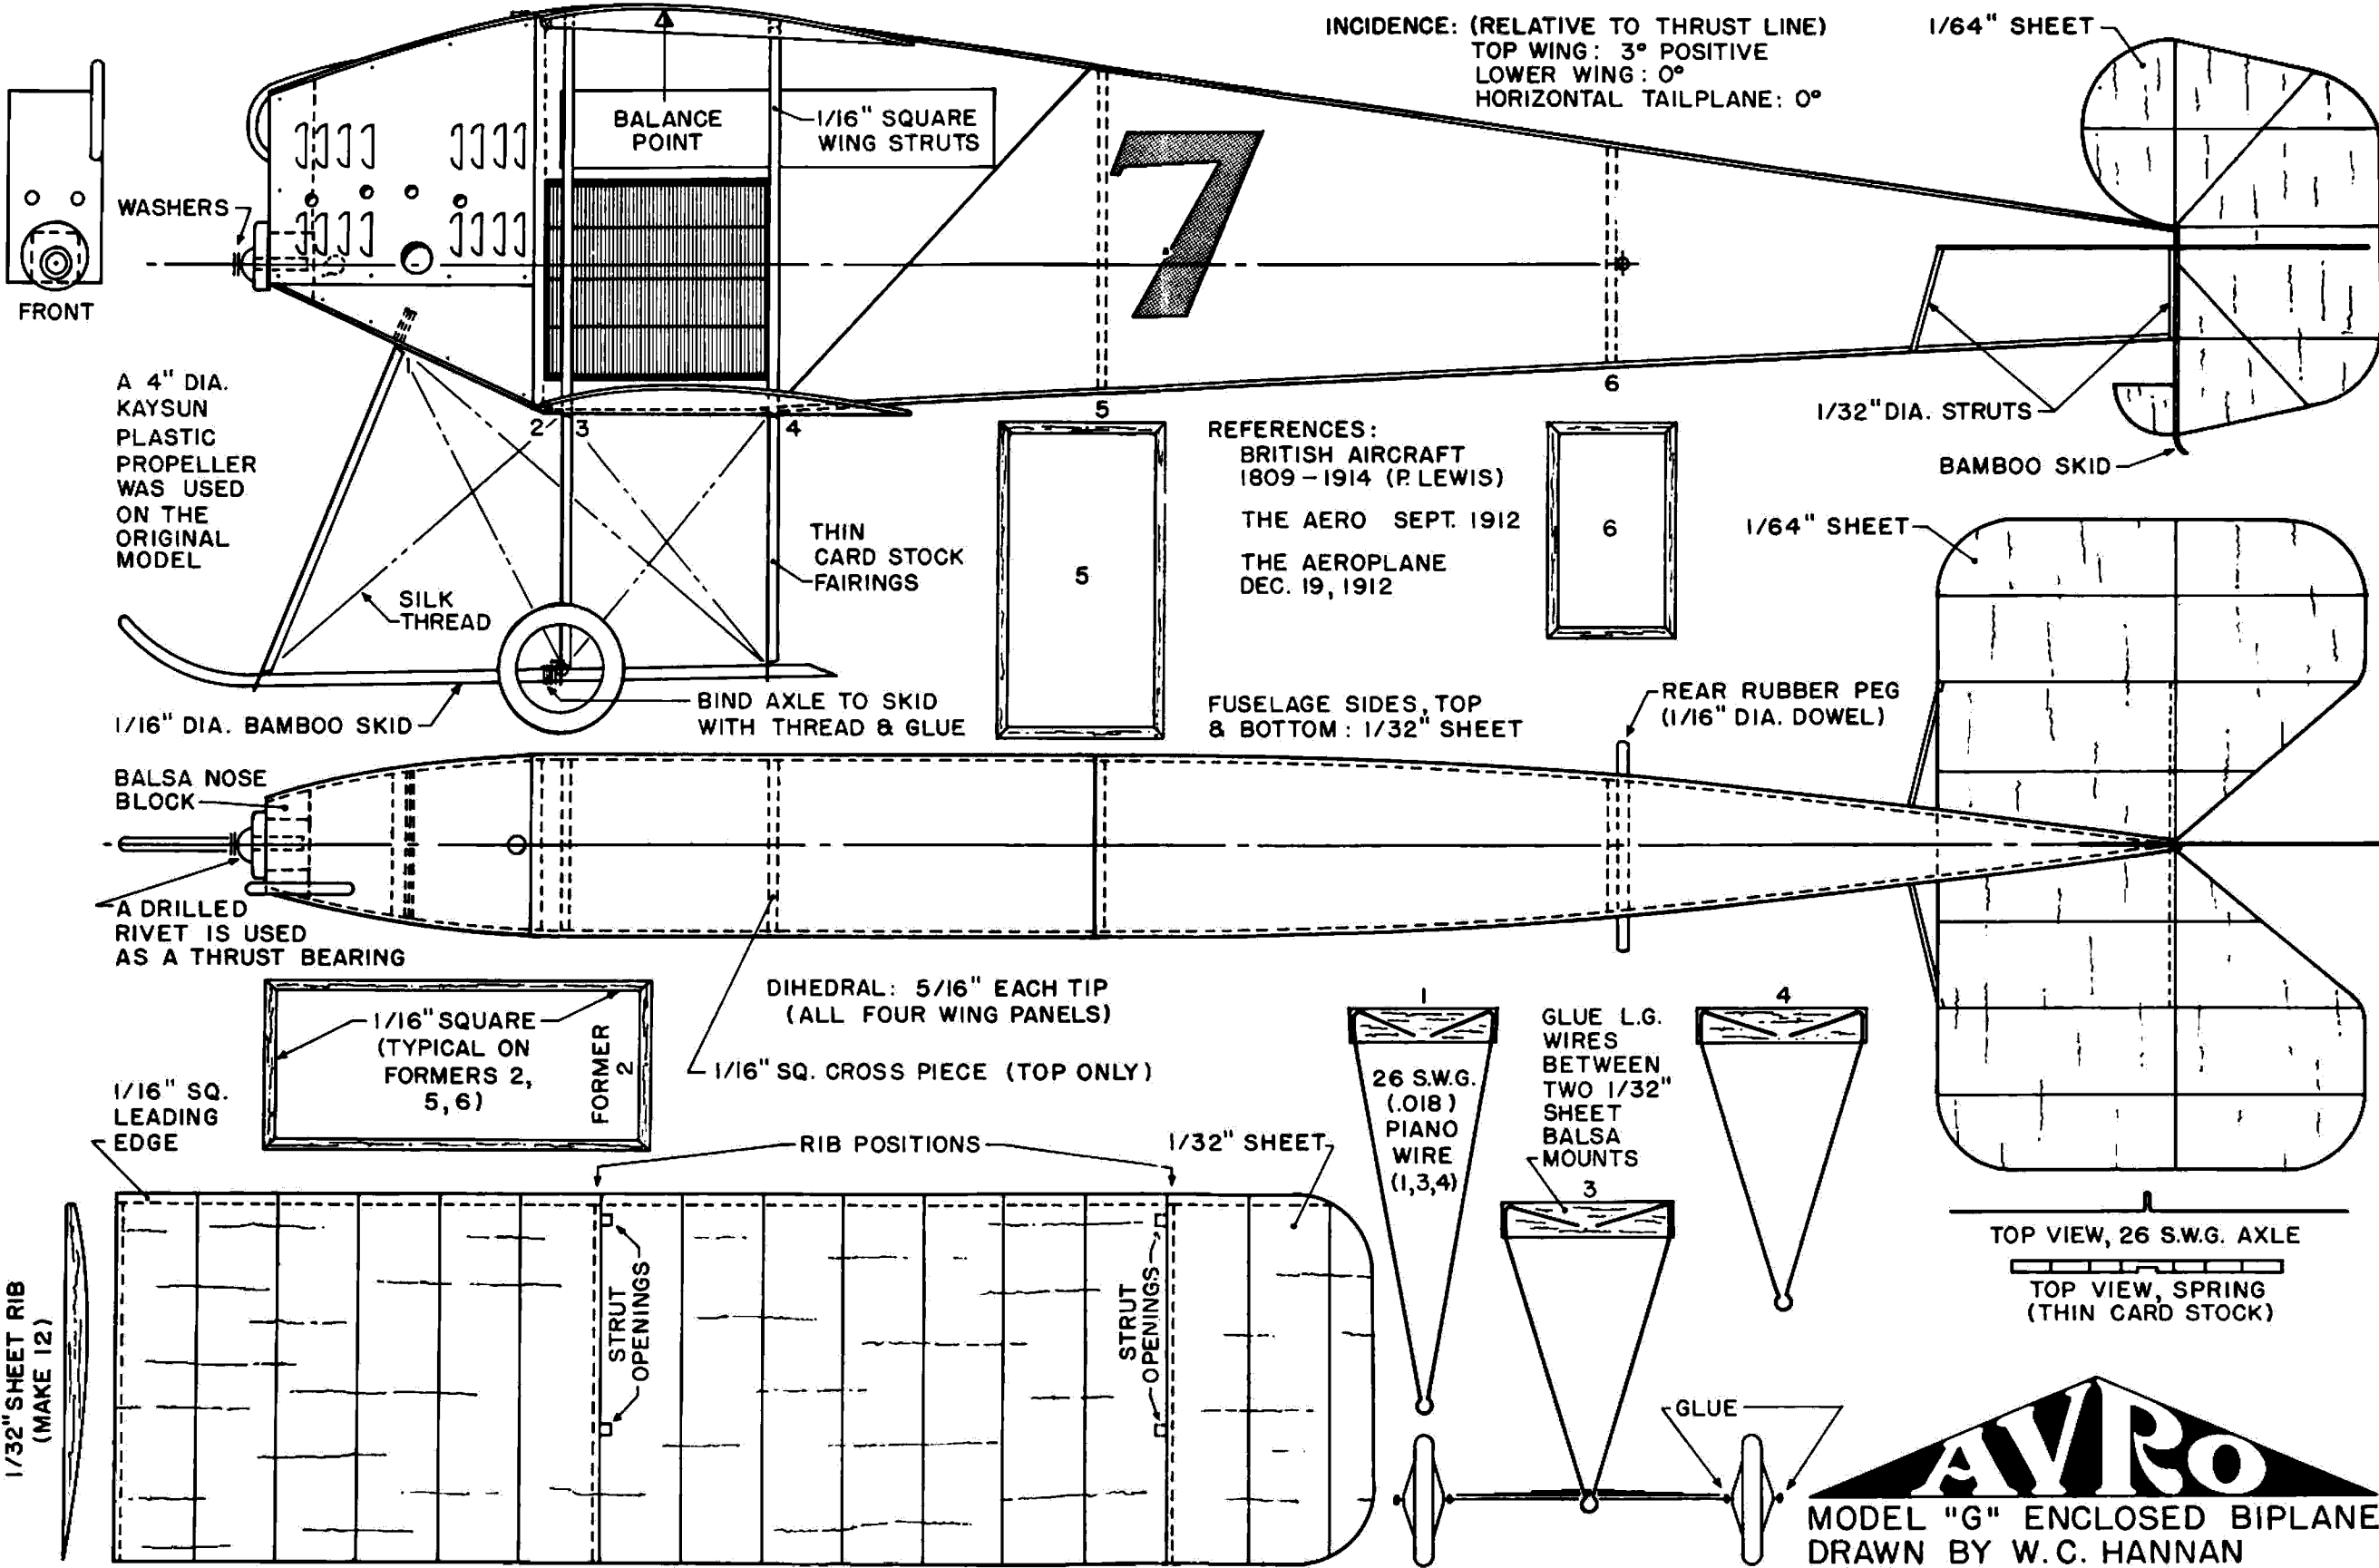 INCIDENCE: (RELATIVE TO THRUST LINE)
TOP WING: 3° POSITIVE
LOWER WING: 0°
HORIZONTAL TAILPLANE: 0°
1/64" SHEET
BALANCE
POINT
1/16" SQUARE
WING STRUTS
7
WASHERS
FRONT
A 4" DIA.
KAYSUN
PLASTIC
PROPELLER
WAS USED
ON THE
ORIGINAL
MODEL
1
2
3
4
5
6
1/32" DIA. STRUTS
BAMBOO SKID
REFERENCES:
BRITISH AIRCRAFT
1809-1914 (P. LEWIS)
THE AERO SEPT. 1912
THE AEROPLANE
DEC. 19, 1912
5
6
1/64" SHEET
THIN
CARD STOCK
FAIRINGS
SILK
THREAD
1/16" DIA. BAMBOO SKID
BIND AXLE TO SKID
WITH THREAD & GLUE
FUSELAGE SIDES, TOP
& BOTTOM: 1/32" SHEET
REAR RUBBER PEG
(1/16" DIA. DOWEL)
BALSA NOSE
BLOCK
A DRILLED
RIVET IS USED
AS A THRUST BEARING
DIHEDRAL: 5/16" EACH TIP
(ALL FOUR WING PANELS)
1/16" SQUARE
(TYPICAL ON
FORMERS 2,
5, 6)
FORMER
2
1/16" SQ. CROSS PIECE (TOP ONLY)
1/16" SQ.
LEADING
EDGE
RIB POSITIONS
1/32" SHEET
1
26 S.W.G.
(.018)
PIANO
WIRE
(1,3,4)
GLUE L.G.
WIRES
BETWEEN
TWO 1/32"
SHEET
BALSA
MOUNTS
3
4
STRUT
OPENINGS
STRUT
OPENINGS
1/32" SHEET RIB
(MAKE 12)
TOP VIEW, 26 S.W.G. AXLE
TOP VIEW, SPRING
(THIN CARD STOCK)
GLUE
AVRO
MODEL "G" ENCLOSED BIPLANE
DRAWN BY W.C. HANNAN